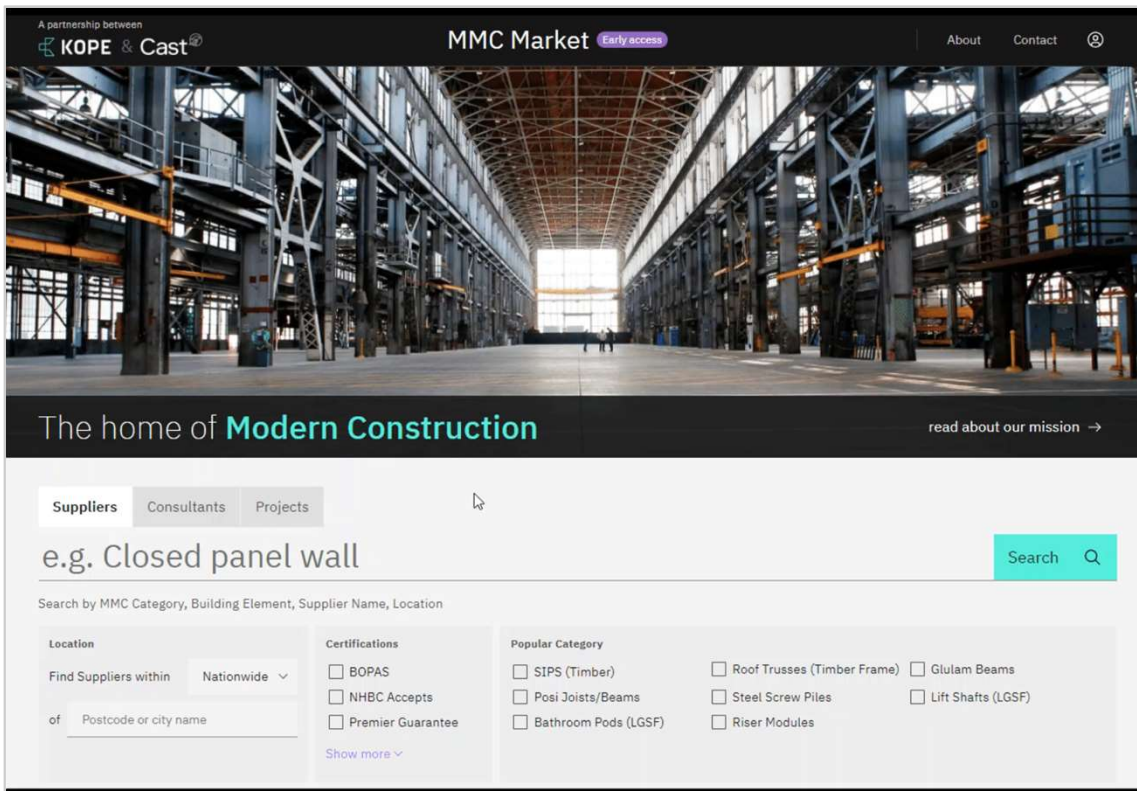 A partnership between
KOPE & Cast
MMC Market Early access
About Contact
The home of Modern Construction
read about our mission →
Suppliers Consultants Projects
e.g. Closed panel wall
Search
Search by MMC Category, Building Element, Supplier Name, Location
Location
Find Suppliers within Nationwide
of Postcode or city name
Certifications
BOPAS
NHBC Accepts
Premier Guarantee
Show more
Popular Category
SIPS (Timber)
Posi Joists/Beams
Bathroom Pods (LGSF)
Roof Trusses (Timber Frame)
Steel Screw Piles
Riser Modules
Glulam Beams
Lift Shafts (LGSF)